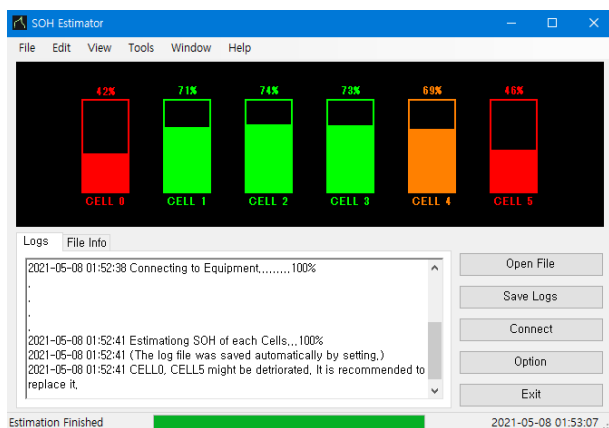 SOH Estimator
File Edit View Tools Window Help
42% 71% 74% 73% 69% 46%
CELL 0 CELL 1 CELL 2 CELL 3 CELL 4 CELL 5
Logs File Info
2021-05-08 01:52:38 Connecting to Equipment,,,,,,,,,100%
.
.
.
.
2021-05-08 01:52:41 Estimationg SOH of each Cells,,,100%
2021-05-08 01:52:41 (The log file was saved automatically by setting,)
2021-05-08 01:52:41 CELL0, CELL5 might be detriorated, It is recommended to
replace it,
Open File
Save Logs
Connect
Option
Exit
Estimation Finished 2021-05-08 01:53:07